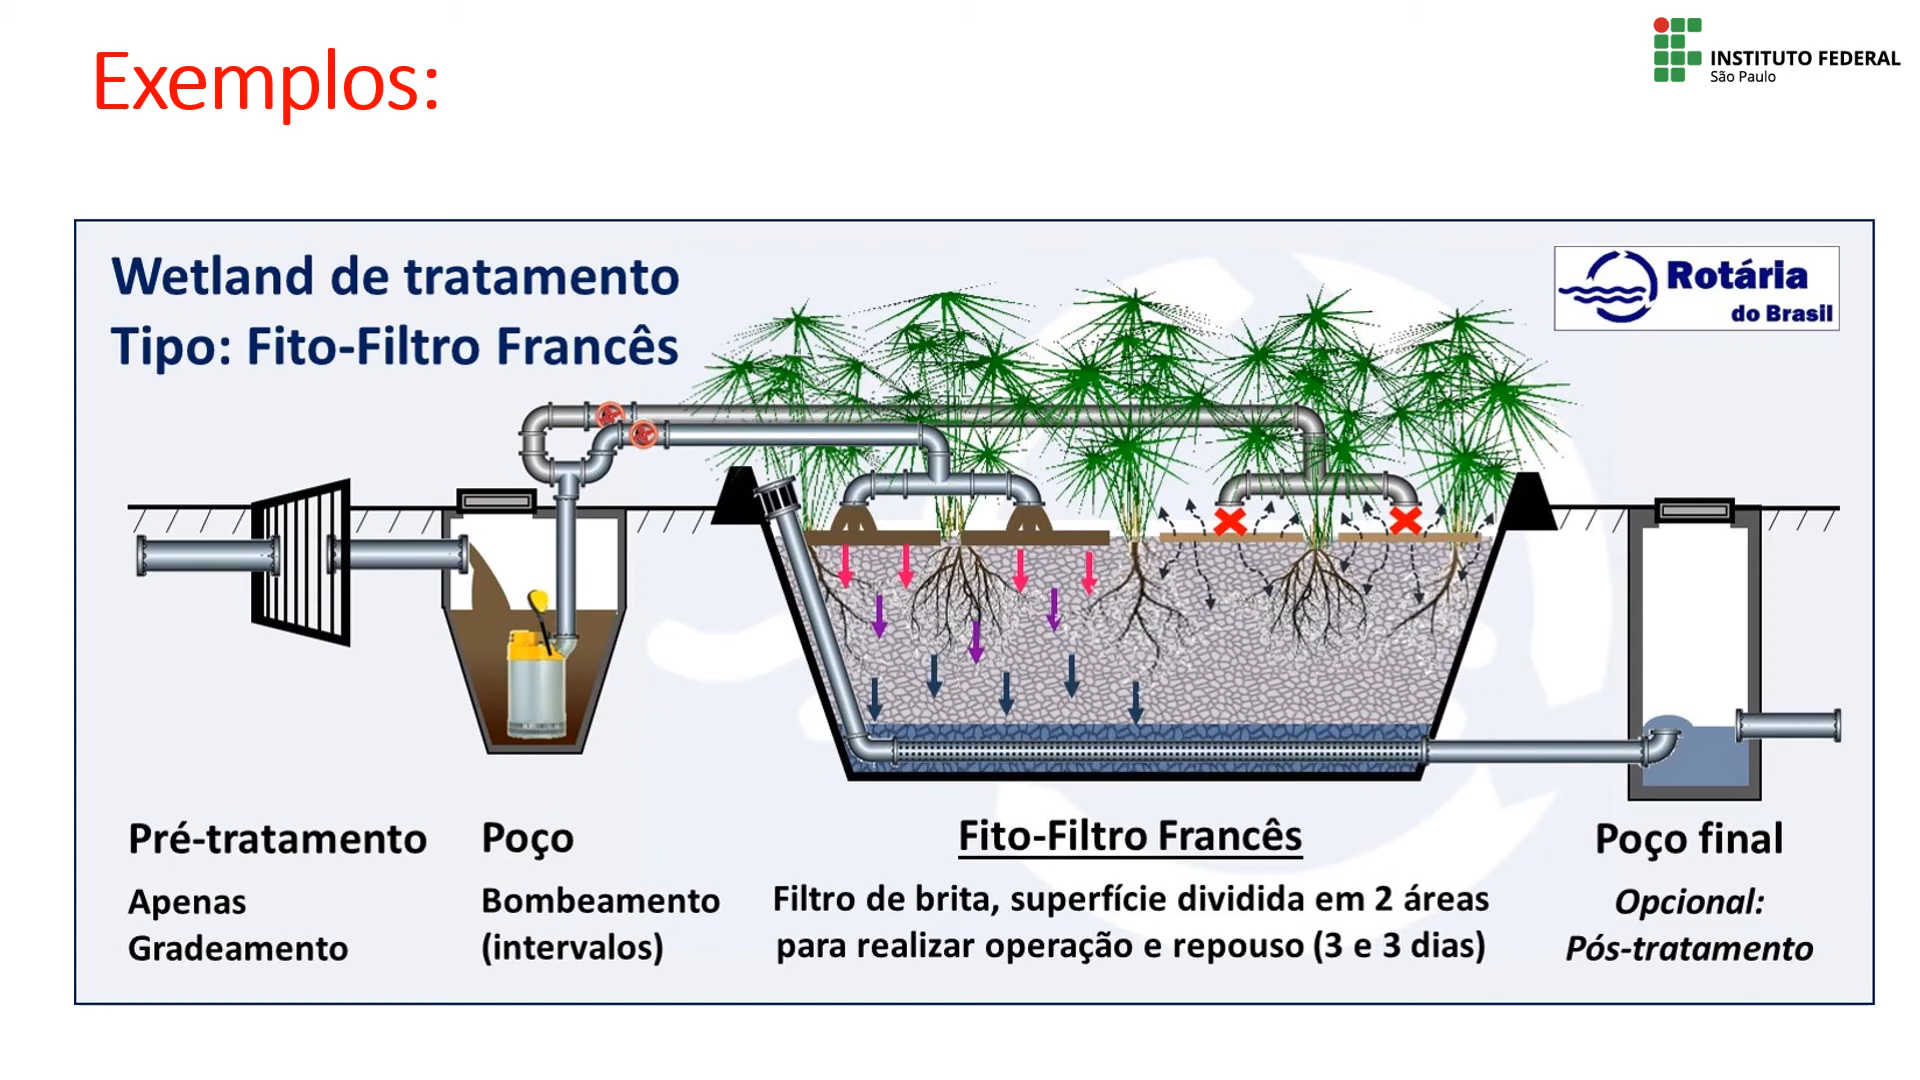 Exemplos:
INSTITUTO FEDERAL
São Paulo
Wetland de tratamento
Tipo: Fito-Filtro Francês
Rotária
do Brasil
Pré-tratamento
Apenas
Gradeamento
Poço
Bombeamento
(intervalos)
Fito-Filtro Francês
Filtro de brita, superfície dividida em 2 áreas
para realizar operação e repouso (3 e 3 dias)
Poço final
Opcional:
Pós-tratamento